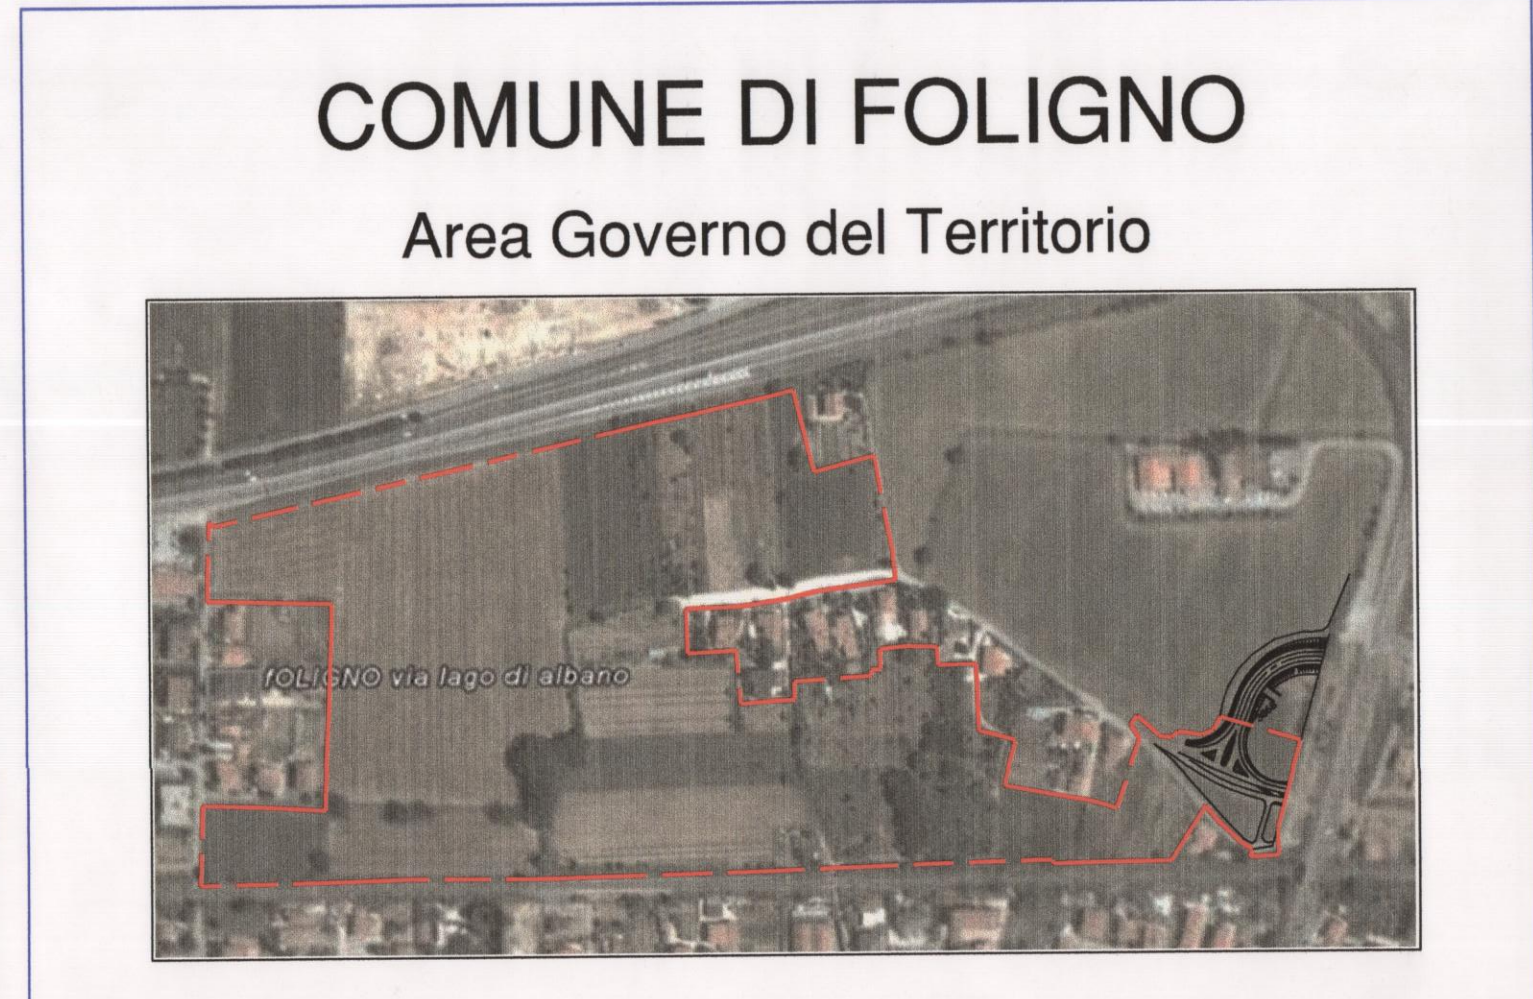 COMUNE DI FOLIGNO
Area Governo del Territorio
fOLIGNO via lago di albano